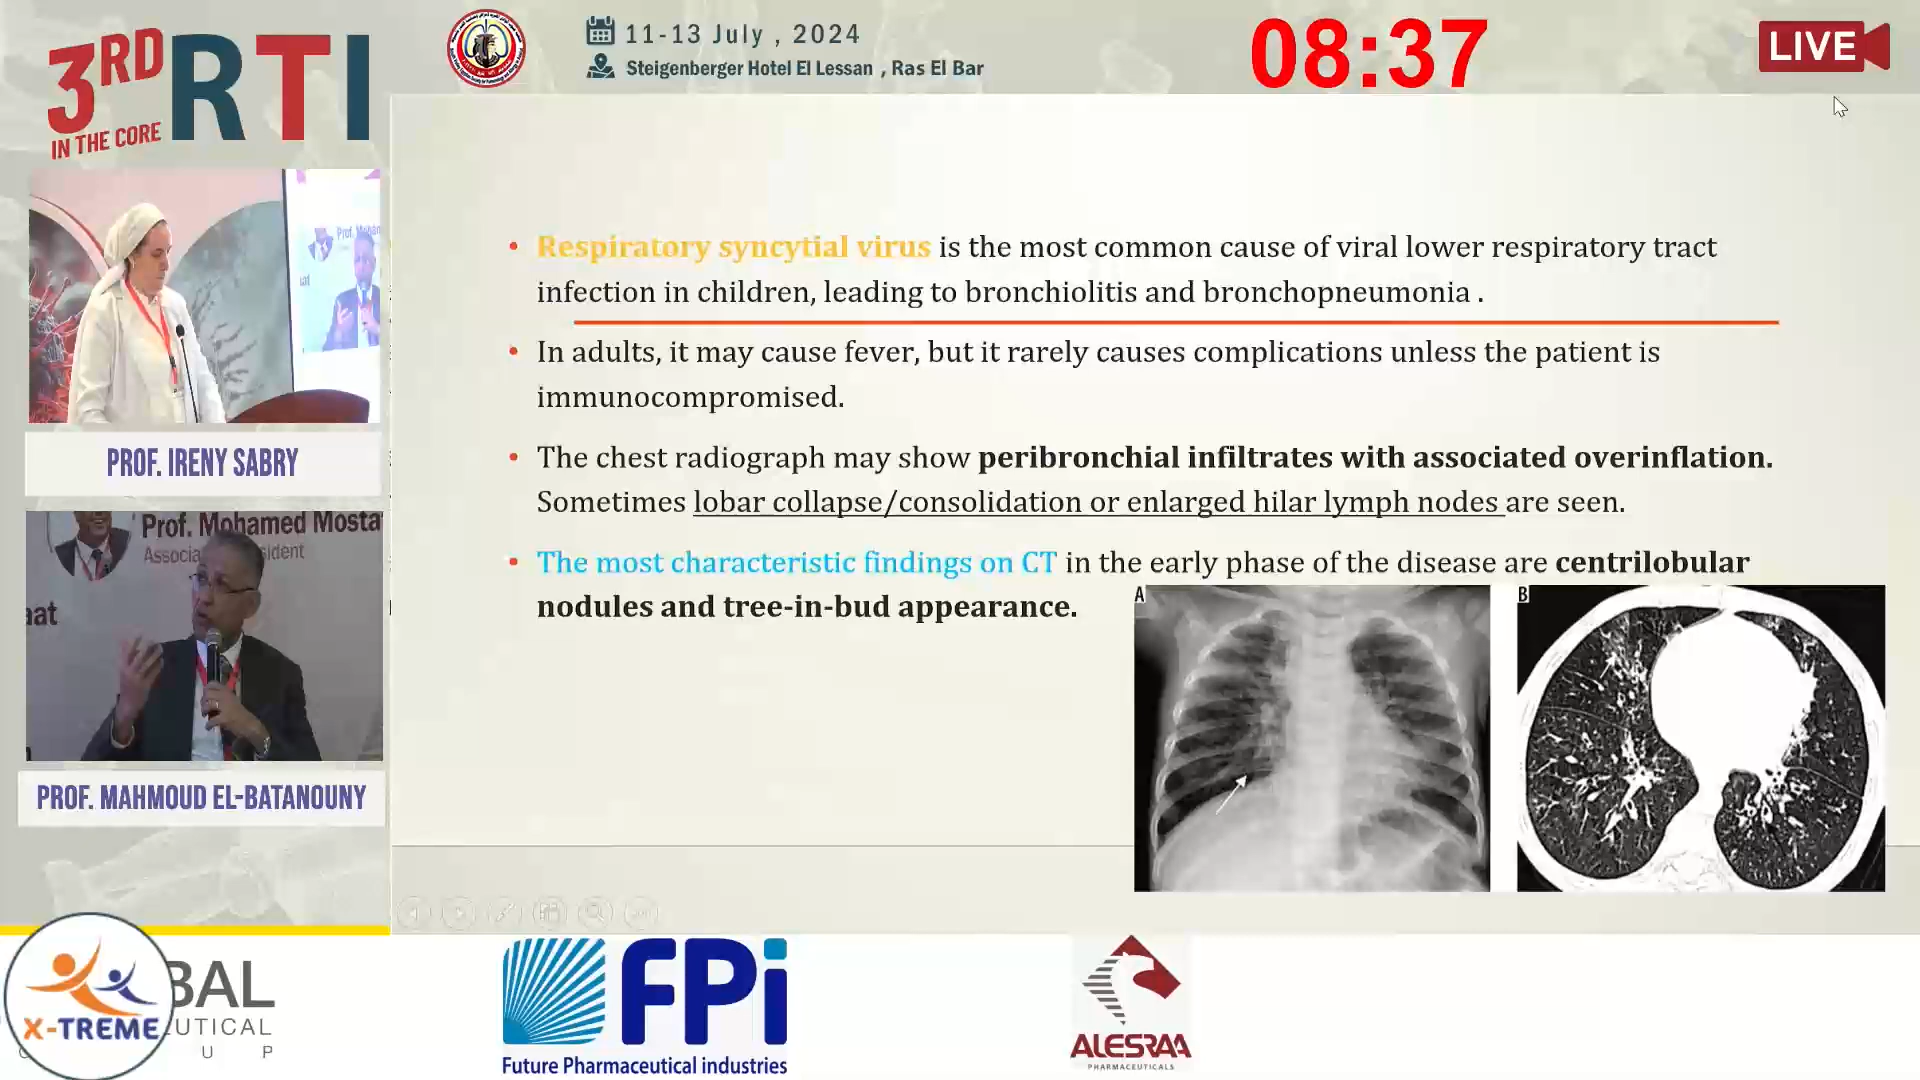 3RD RTI
IN THE CORE
11-13 July , 2024
Steigenberger Hotel El Lessan , Ras El Bar
08:37
LIVE
Prof. Moham
aat
PROF. IRENY SABRY
Prof. Mohamed Mosta
Associa sident
aat
PROF. MAHMOUD EL-BATANOUNY
• Respiratory syncytial virus is the most common cause of viral lower respiratory tract
infection in children, leading to bronchiolitis and bronchopneumonia .
• In adults, it may cause fever, but it rarely causes complications unless the patient is
immunocompromised.
• The chest radiograph may show peribronchial infiltrates with associated overinflation.
Sometimes lobar collapse/consolidation or enlarged hilar lymph nodes are seen.
• The most characteristic findings on CT in the early phase of the disease are centrilobular
nodules and tree-in-bud appearance.
A
B
X-TREME
BAL
EUTICAL
U P
FPi
Future Pharmaceutical industries
ALESRAA
PHARMACEUTICALS